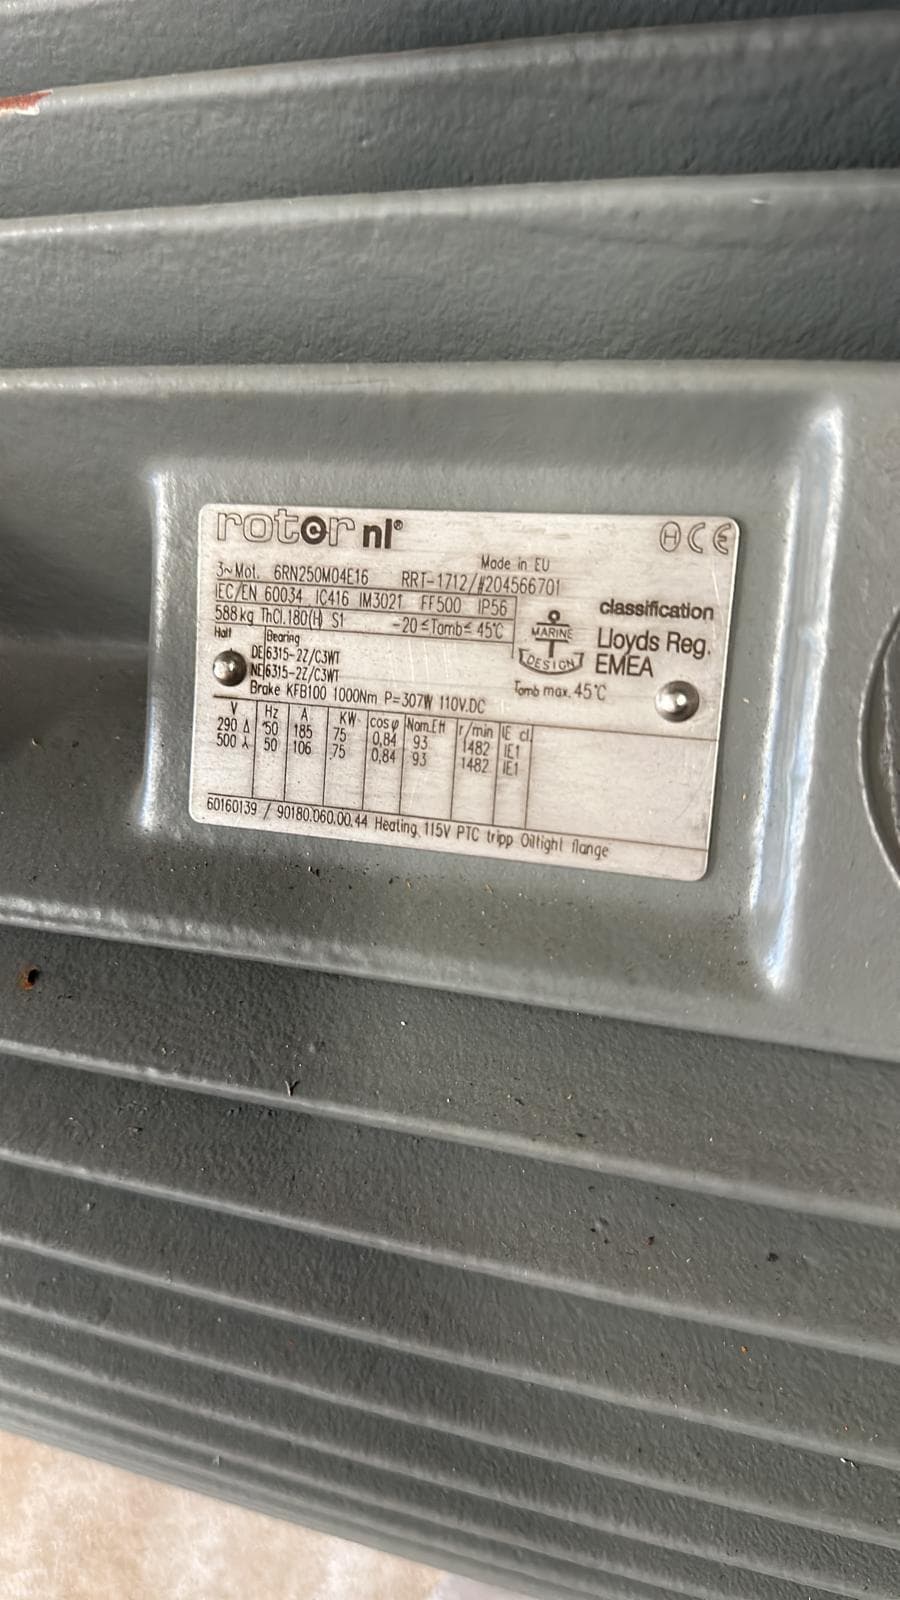 rotor nl®
H CE
Made in EU
3~Mot. 6RN250M04E16 RRT-1712/#204566701
IEC/EN 60034 IC416 IM3021 FF500 IP56
588kg ThCl.180(H) S1 -20≤Tamb≤ 45°C
MARINE
DESIGN
classification
Lloyds Reg.
EMEA
Tamb max. 45°C
Bearing
DE 6315-2Z/C3WT
NE 6315-2Z/C3WT
Brake KFB100 1000Nm P=307W 110V.DC
V Hz A KW cos φ Nom.Eff r/min IE cl.
290 Δ 50 185 75 0,84 93 1482 IE1
500 Y 50 106 75 0,84 93 1482 IE1
60160139 / 90180.060.00.44 Heating. 115V PTC tripp Oiltight flange